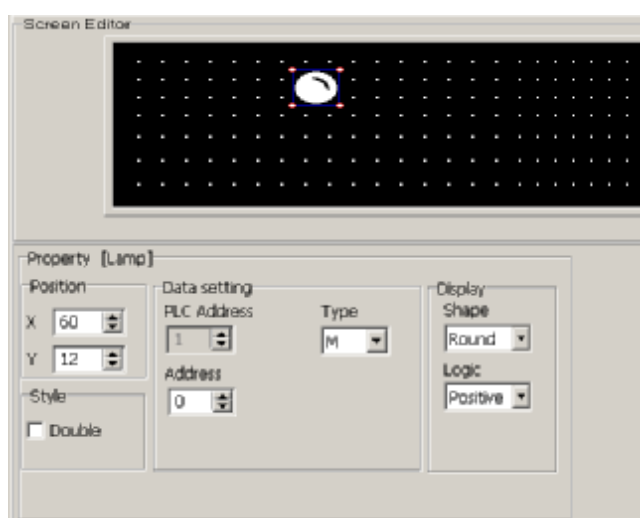 Screen Editor
Property [Lamp]
Position
X 60
Y 12
Style
Double
Data setting
PLC Address
1
Type
M
Address
0
Display
Shape
Round
Logic
Positive